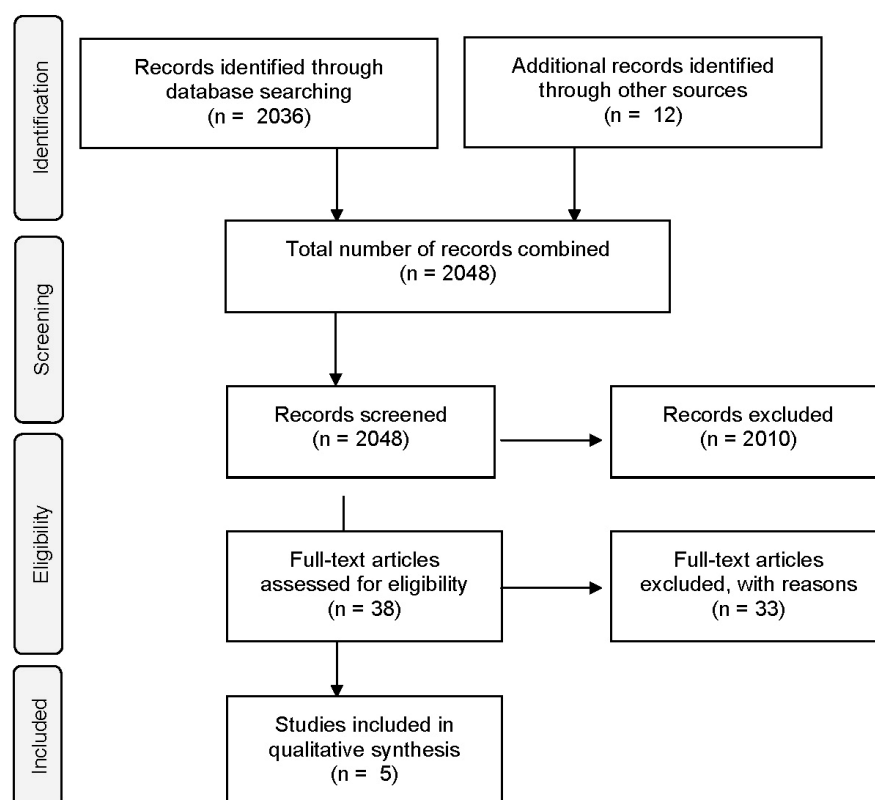 Identification
Records identified through
database searching
(n = 2036)
Additional records identified
through other sources
(n = 12)
Total number of records combined
(n = 2048)
Screening
Records screened
(n = 2048)
Records excluded
(n = 2010)
Eligibility
Full-text articles
assessed for eligibility
(n = 38)
Full-text articles
excluded, with reasons
(n = 33)
Included
Studies included in
qualitative synthesis
(n = 5)